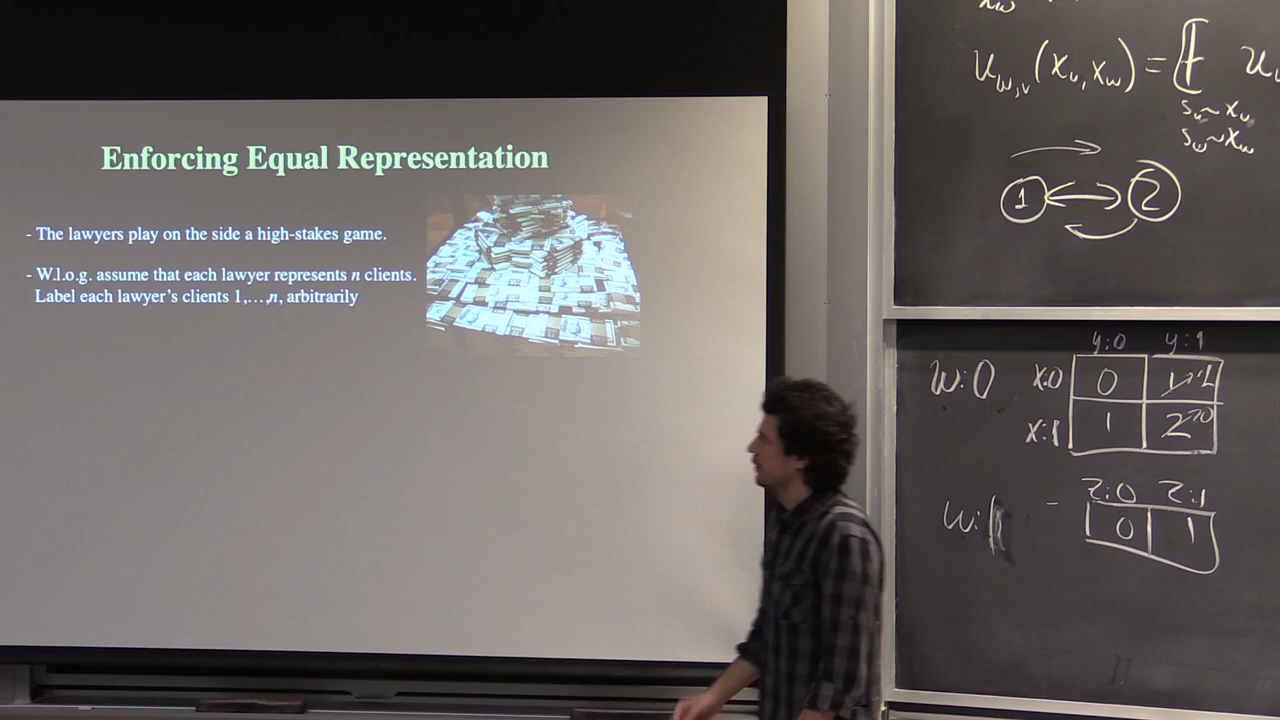 Enforcing Equal Representation
- The lawyers play on the side a high-stakes game.
- W.l.o.g. assume that each lawyer represents n clients.
Label each lawyer's clients 1,…,n, arbitrarily
u_{w,v}(x_v, x_w) =
s_v ~ x_v
s_w ~ x_w
1 2
y:0 y:1
w:0 x:0 0
x:1 1
z:0 z:1
w:1 0 1